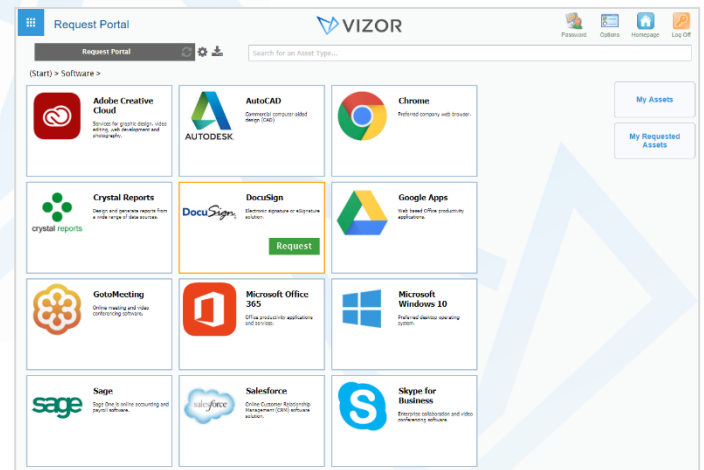 Request Portal
VIZOR
Password
Options
Homepage
Log Off
Request Portal
Search for an Asset Type...
(Start) > Software >
Adobe Creative
Cloud
Services for graphic design, video
editing, web development and
photography.
AUTODESK
AutoCAD
Commercial computer-aided
design (CAD)
Chrome
Preferred company web browser.
My Assets
My Requested
Assets
crystal reports
Crystal Reports
Design and generate reports from
a wide range of data sources.
DocuSign
DocuSign
Electronic signature or eSignature
solution.
Request
Google Apps
Web based Office productivity
applications.
GotoMeeting
Online meeting and video
conferencing software.
Microsoft Office
365
Office productivity applications
and services.
Microsoft
Windows 10
Preferred desktop operating
system.
sage
Sage
Sage One is online accounting and
payroll software.
salesforce
Salesforce
Online Customer Relationship
Management (CRM) software
solution.
Skype for
Business
Enterprise collaboration and video
conferencing software.